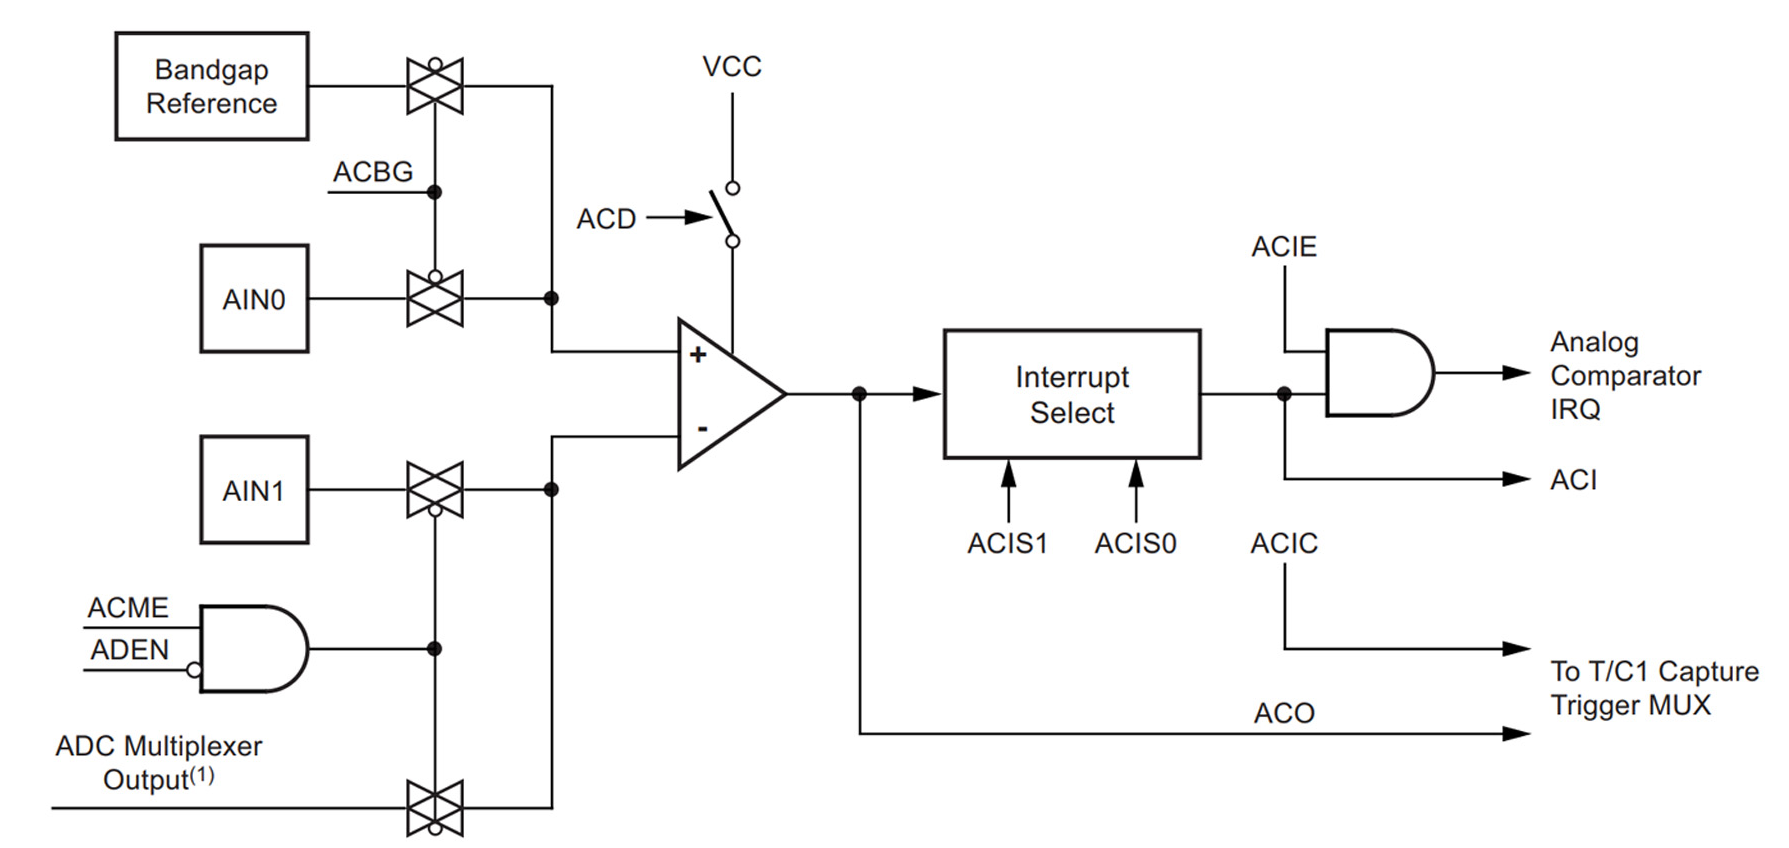 Bandgap
Reference
VCC
ACBG
ACD
ACIE
AIN0
Analog
Comparator
IRQ
+
Interrupt
Select
-
ACI
AIN1
ACIS1
ACIS0
ACIC
ACME
ADEN
To T/C1 Capture
Trigger MUX
ACO
ADC Multiplexer
Output(1)